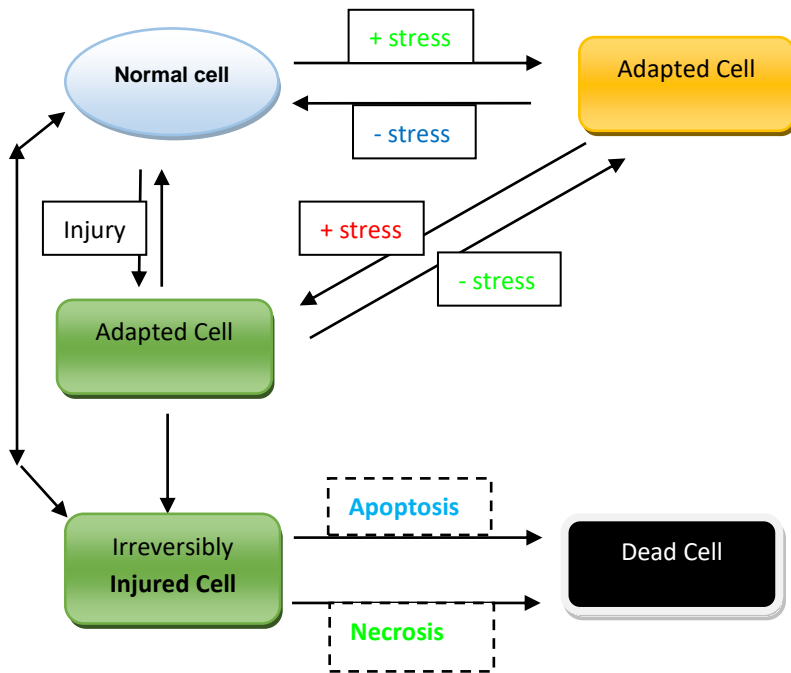 + stress
Normal cell
Adapted Cell
- stress
Injury
+ stress
- stress
Adapted Cell
Apoptosis
Irreversibly
Injured Cell
Dead Cell
Necrosis